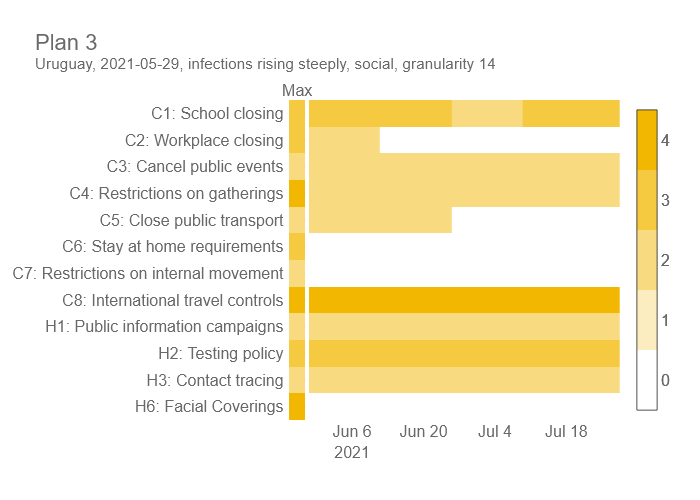 Plan 3
Uruguay, 2021-05-29, infections rising steeply, social, granularity 14
Max
C1: School closing
C2: Workplace closing
C3: Cancel public events
C4: Restrictions on gatherings
C5: Close public transport
C6: Stay at home requirements
C7: Restrictions on internal movement
C8: International travel controls
H1: Public information campaigns
H2: Testing policy
H3: Contact tracing
H6: Facial Coverings
Jun 6
2021
Jun 20
Jul 4
Jul 18
4
3
2
1
0